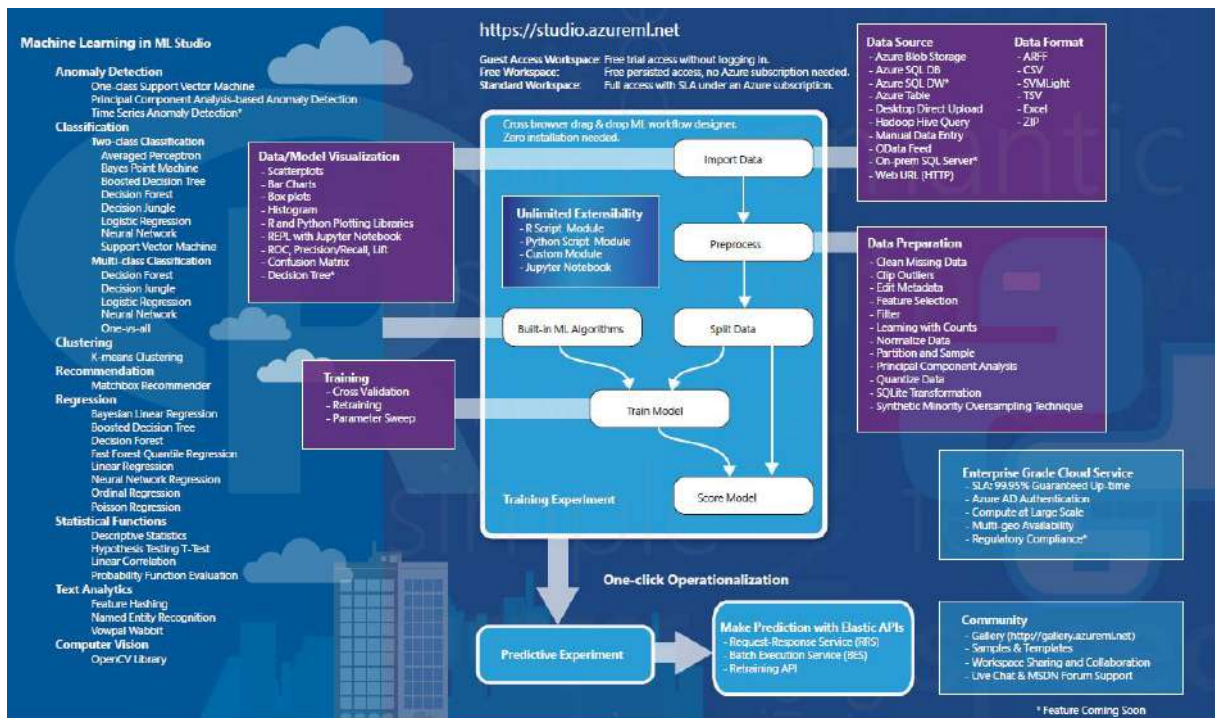 Machine Learning in ML Studio
Anomaly Detection
One-class Support Vector Machine
Principal Component Analysis-based Anomaly Detection
Time Series Anomaly Detection*
Classification
Two-class Classification
Averaged Perceptron
Bayes Point Machine
Boosted Decision Tree
Decision Forest
Decision Jungle
Logistic Regression
Neural Network
Support Vector Machine
Multi-class Classification
Decision Forest
Decision Jungle
Logistic Regression
Neural Network
One-vs-all
Clustering
K-means Clustering
Recommendation
Matchbox Recommender
Regression
Bayesian Linear Regression
Boosted Decision Tree
Decision Forest
Fast Forest Quantile Regression
Linear Regression
Neural Network Regression
Ordinal Regression
Poisson Regression
Statistical Functions
Descriptive Statistics
Hypothesis Testing T-Test
Linear Correlation
Probability Function Evaluation
Text Analytics
Feature Hashing
Named Entity Recognition
Vowpal Wabbit
Computer Vision
OpenCV Library
Data/Model Visualization
- Scatterplots
- Bar Charts
- Box plots
- Histogram
- R and Python Plotting Libraries
- REPL with Jupyter Notebook
- ROC, Precision/Recall, Lift
- Confusion Matrix
- Decision Tree*
Training
- Cross Validation
- Retraining
- Parameter Sweep
https://studio.azureml.net
Guest Access Workspace: Free trial access without logging in.
Free Workspace: Free persisted access, no Azure subscription needed.
Standard Workspace: Full access with SLA under an Azure subscription.
Cross browser drag & drop ML workflow designer.
Zero installation needed.
Import Data
Unlimited Extensibility
- R Script Module
- Python Script Module
- Custom Module
- Jupyter Notebook
Preprocess
Built-in ML Algorithms
Split Data
Train Model
Score Model
Training Experiment
One-click Operationalization
Predictive Experiment
Make Prediction with Elastic APIs
- Request-Response Service (RRS)
- Batch Execution Service (BES)
- Retraining API
Data Source
- Azure Blob Storage
- Azure SQL DB
- Azure SQL DW*
- Azure Table
- Desktop Direct Upload
- Hadoop Hive Query
- Manual Data Entry
- OData Feed
- On-prem SQL Server*
- Web URL (HTTP)
Data Format
- ARFF
- CSV
- SVMLight
- TSV
- Excel
- ZIP
Data Preparation
- Clean Missing Data
- Clip Outliers
- Edit Metadata
- Feature Selection
- Filter
- Learning with Counts
- Normalize Data
- Partition and Sample
- Principal Component Analysis
- Quantize Data
- SQLite Transformation
- Synthetic Minority Oversampling Technique
Enterprise Grade Cloud Service
- SLA: 99.95% Guaranteed Up-time
- Azure AD Authentication
- Compute at Large Scale
- Multi-geo Availability
- Regulatory Compliance*
Community
- Gallery (http://gallery.azureml.net)
- Samples & Templates
- Workspace Sharing and Collaboration
- Live Chat & MSDN Forum Support
* Feature Coming Soon